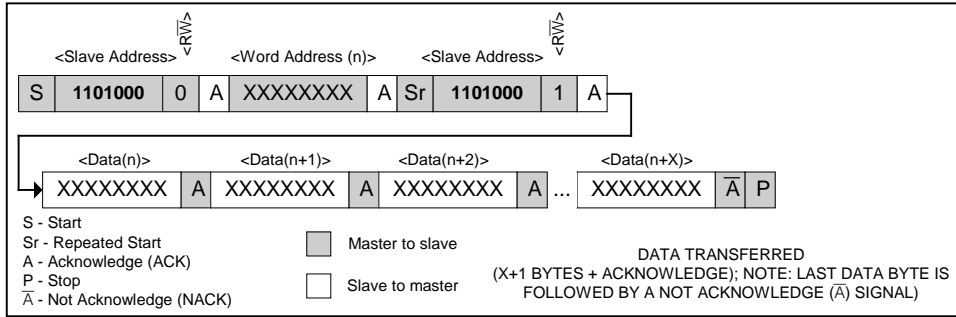 <Slave Address> <RW̅> <Word Address (n)> <Slave Address> <RW̅>
S 1101000 0 A XXXXXXXX A Sr 1101000 1 A
<Data(n)> <Data(n+1)> <Data(n+2)> <Data(n+X)>
XXXXXXXX A XXXXXXXX A XXXXXXXX A ... XXXXXXXX A̅ P
S - Start
Sr - Repeated Start
A - Acknowledge (ACK)
P - Stop
A̅ - Not Acknowledge (NACK)
Master to slave
Slave to master
DATA TRANSFERRED
(X+1 BYTES + ACKNOWLEDGE); NOTE: LAST DATA BYTE IS
FOLLOWED BY A NOT ACKNOWLEDGE (A̅) SIGNAL)